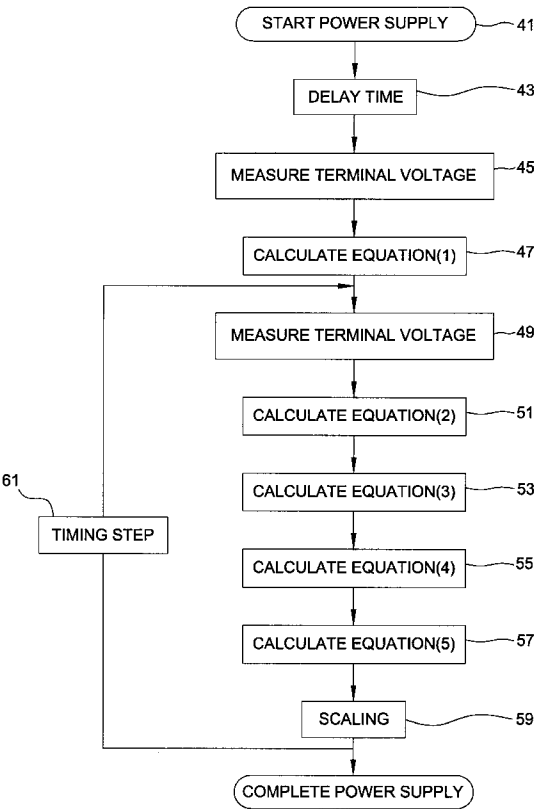 START POWER SUPPLY
41
DELAY TIME
43
MEASURE TERMINAL VOLTAGE
45
CALCULATE EQUATION(1)
47
MEASURE TERMINAL VOLTAGE
49
CALCULATE EQUATION(2)
51
CALCULATE EQUATION(3)
53
61
TIMING STEP
CALCULATE EQUATION(4)
55
CALCULATE EQUATION(5)
57
SCALING
59
COMPLETE POWER SUPPLY